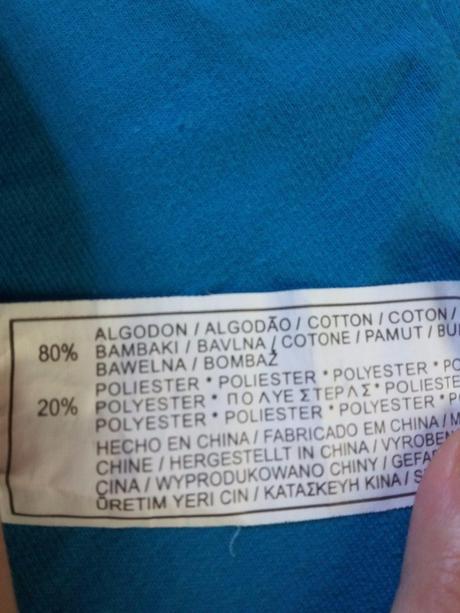 80% ALGODON / ALGODÃO / COTTON / COTON /
BAMBAKI / BAVLNA / COTONE / PAMUT / BU
BAWELNA / BOMBAŽ
20% POLIESTER * POLIESTER * POLYESTER * PO
POLYESTER * ΠΟΛΥΕΣΤΕΡΛΣ * POLIESTE
POLYESTER * POLIESTER * POLYESTER * PO
HECHO EN CHINA / FABRICADO EM CHINA / M
CHINE / HERGESTELLT IN CHINA / VYROBEN
ÇINA / WYPRODUKOWANO CHINY / GEFA
ÜRETIM YERI CIN / ΚΑΤΑΣΚΕΥΗ ΚΙΝΑ / S